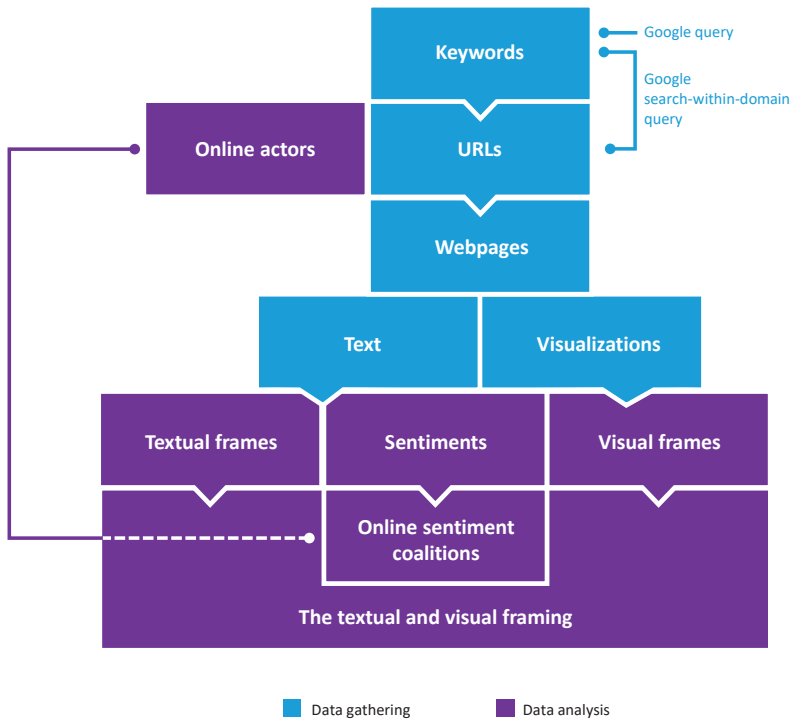 Keywords
Google query
Google
search-within-domain
query
Online actors
URLs
Webpages
Text
Visualizations
Textual frames
Sentiments
Visual frames
Online sentiment
coalitions
The textual and visual framing
Data gathering
Data analysis